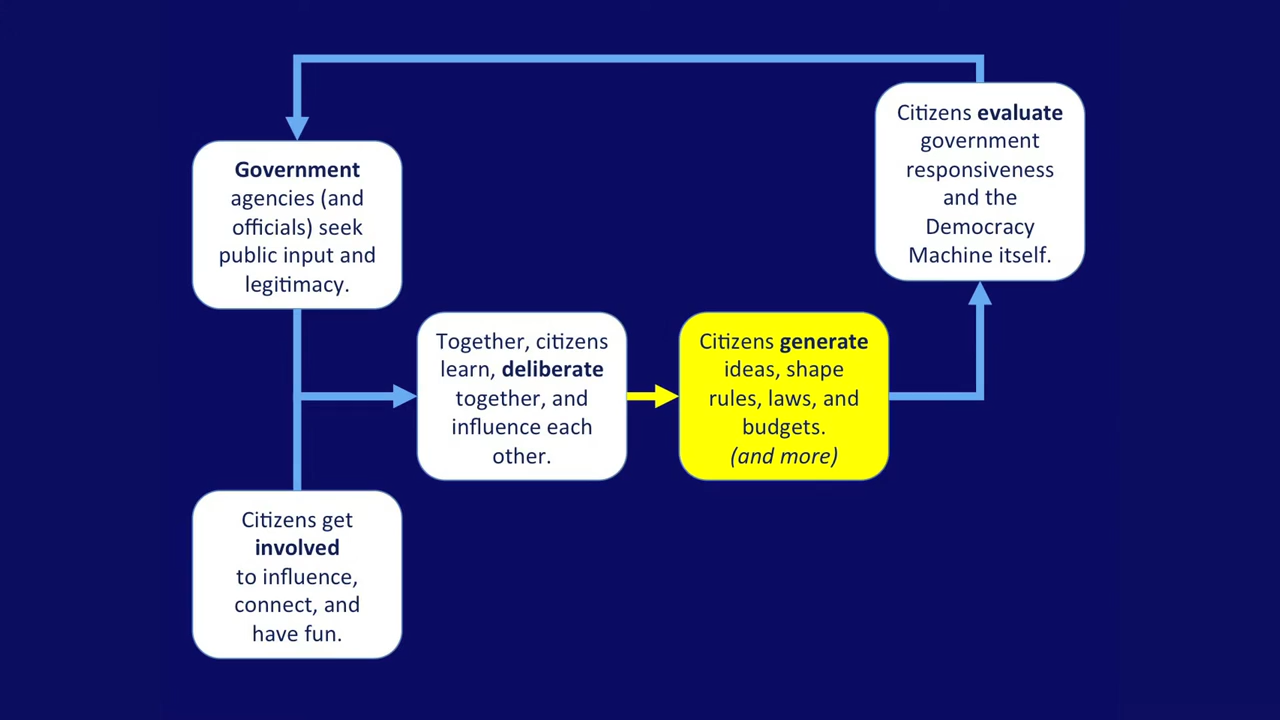 Government
agencies (and
officials) seek
public input and
legitimacy.
Citizens get
involved
to influence,
connect, and
have fun.
Together, citizens
learn, deliberate
together, and
influence each
other.
Citizens generate
ideas, shape
rules, laws, and
budgets.
(and more)
Citizens evaluate
government
responsiveness
and the
Democracy
Machine itself.